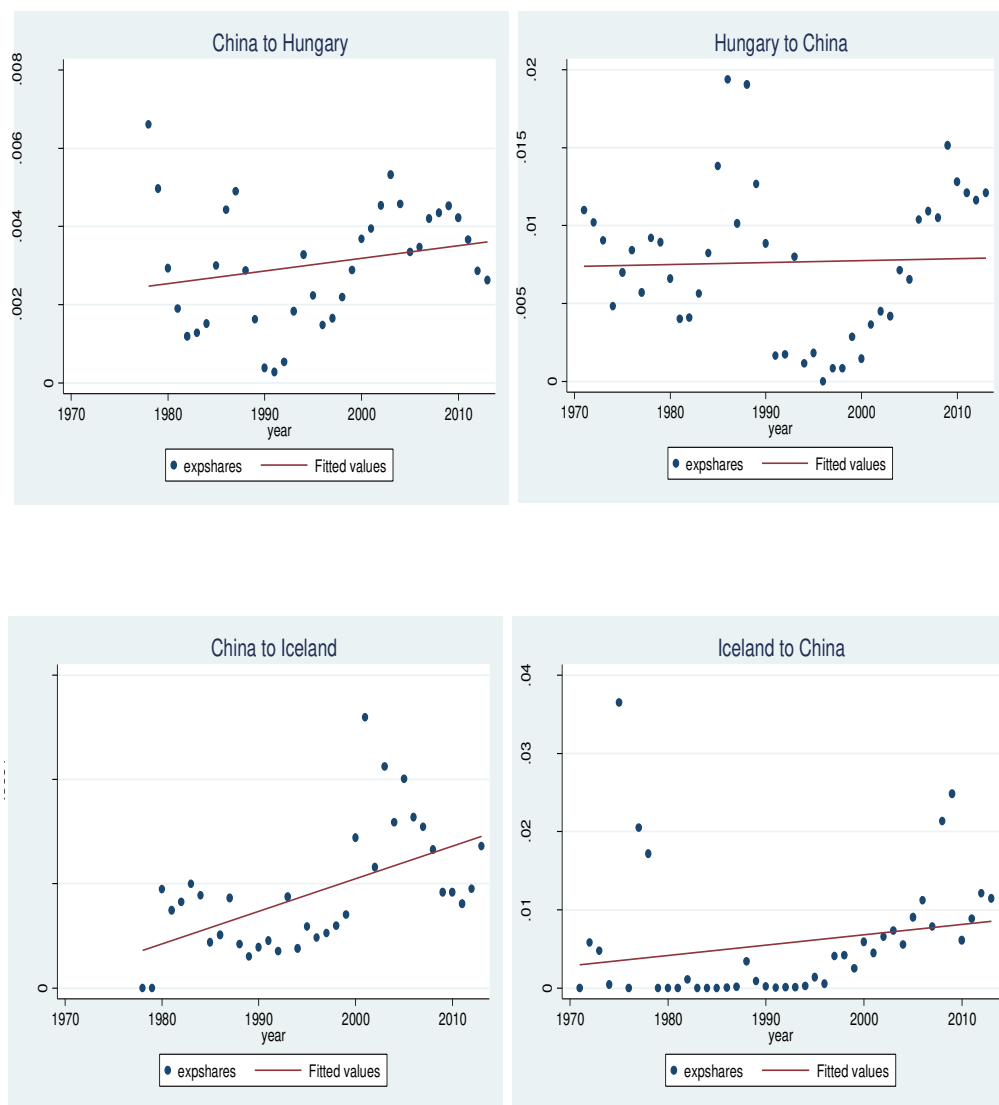 China to Hungary
.008
.006
.004
.002
0
1970 1980 1990 2000 2010
year
expshares Fitted values
Hungary to China
.02
.015
.01
.005
0
1970 1980 1990 2000 2010
year
expshares Fitted values
China to Iceland
0
1970 1980 1990 2000 2010
year
expshares Fitted values
Iceland to China
.04
.03
.02
.01
0
1970 1980 1990 2000 2010
year
expshares Fitted values